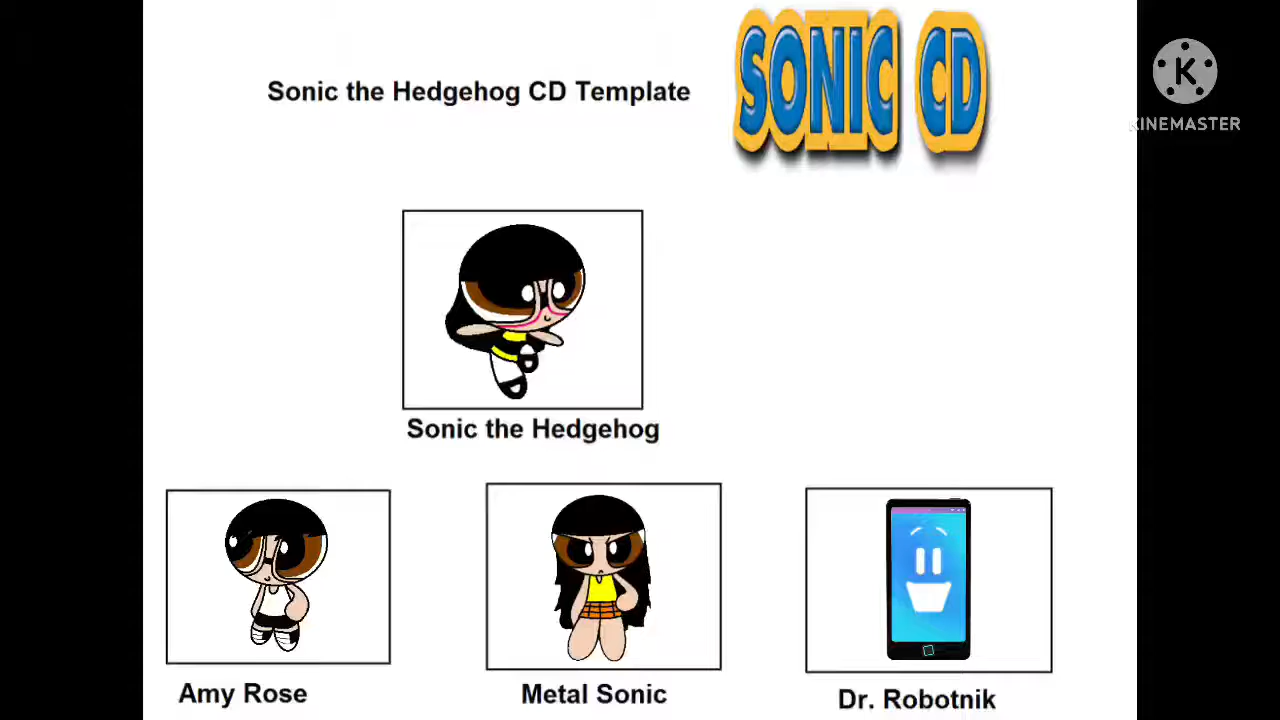 Sonic the Hedgehog CD Template
SONIC CD
K
KINEMASTER
Sonic the Hedgehog
Amy Rose
Metal Sonic
Dr. Robotnik